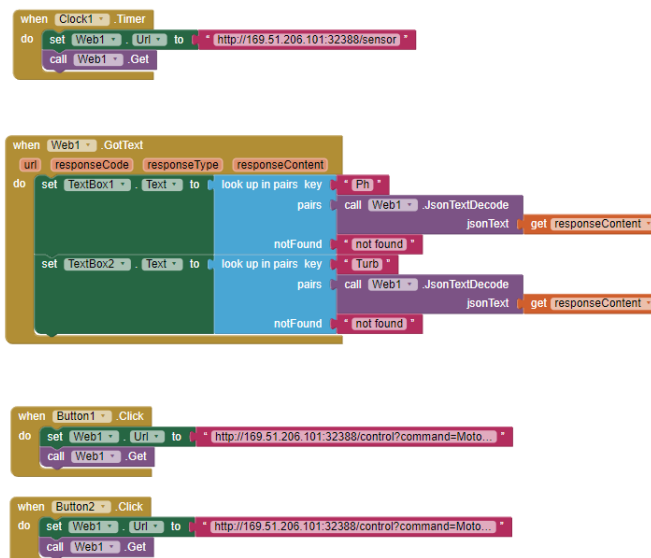 when Clock1 .Timer
do set Web1 . Url to " http://169.51.206.101:32388/sensor "
call Web1 .Get
when Web1 .GotText
url responseCode responseType responseContent
do set TextBox1 . Text to look up in pairs key " Ph "
pairs call Web1 .JsonTextDecode
jsonText get responseContent
notFound " not found "
set TextBox2 . Text to look up in pairs key " Turb "
pairs call Web1 .JsonTextDecode
jsonText get responseContent
notFound " not found "
when Button1 .Click
do set Web1 . Url to " http://169.51.206.101:32388/control?command=Moto... "
call Web1 .Get
when Button2 .Click
do set Web1 . Url to " http://169.51.206.101:32388/control?command=Moto... "
call Web1 .Get